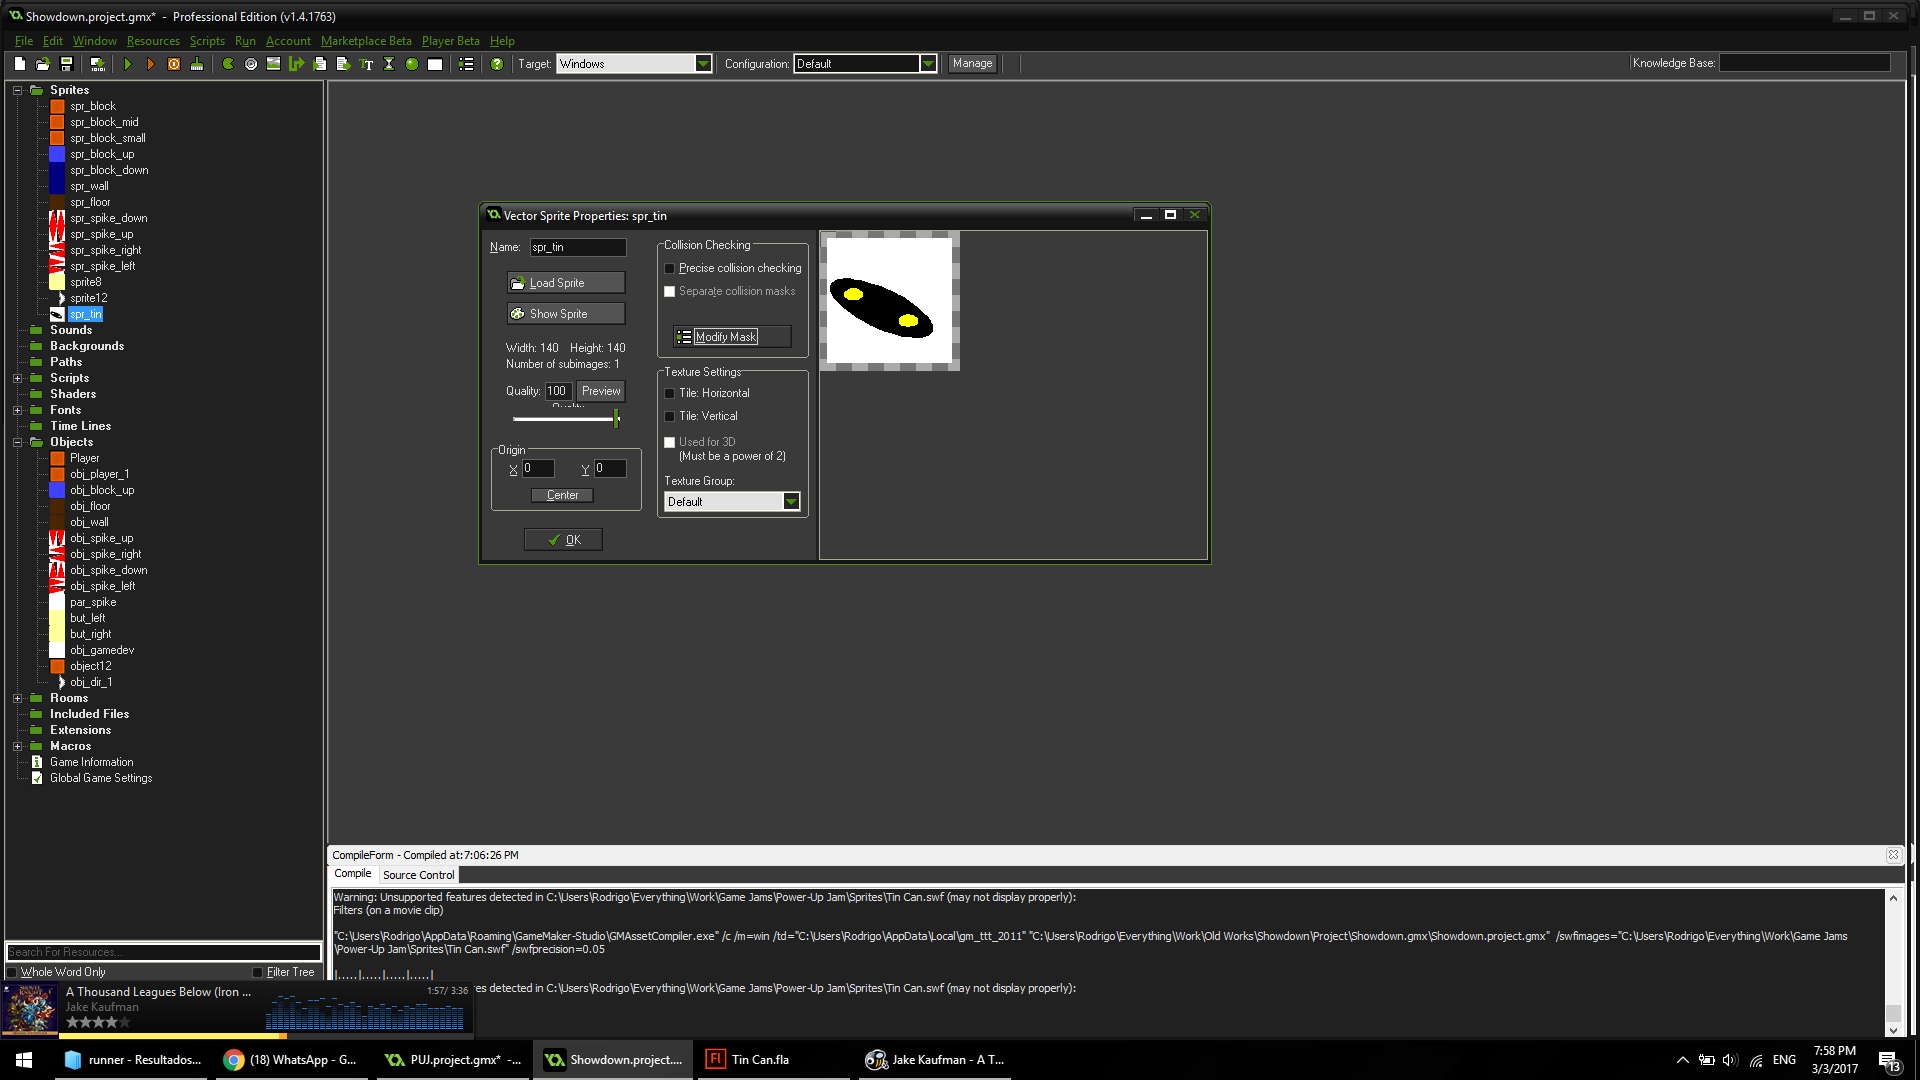 Showdown.project.gmx* - Professional Edition (v1.4.1763)
File Edit Window Resources Scripts Run Account Marketplace Beta Player Beta Help
Target: Windows Configuration: Default Manage Knowledge Base:
Sprites
spr_block
spr_block_mid
spr_block_small
spr_block_up
spr_block_down
spr_wall
spr_floor
spr_spike_down
spr_spike_up
spr_spike_right
spr_spike_left
sprite8
sprite12
spr_tin
Sounds
Backgrounds
Paths
Scripts
Shaders
Fonts
Time Lines
Objects
Player
obj_player_1
obj_block_up
obj_floor
obj_wall
obj_spike_up
obj_spike_right
obj_spike_down
obj_spike_left
par_spike
but_left
but_right
obj_gamedev
object12
obj_dir_1
Rooms
Included Files
Extensions
Macros
Game Information
Global Game Settings
Search For Resources...
Whole Word Only Filter Tree
Vector Sprite Properties: spr_tin
Name: spr_tin
Load Sprite
Show Sprite
Width: 140 Height: 140
Number of subimages: 1
Quality: 100 Preview
Quality
Origin
X 0 Y 0
Center
OK
Collision Checking
Precise collision checking
Separate collision masks
Modify Mask
Texture Settings
Tile: Horizontal
Tile: Vertical
Used for 3D
(Must be a power of 2)
Texture Group:
Default
CompileForm - Compiled at:7:06:26 PM
Compile Source Control
Warning: Unsupported features detected in C:\Users\Rodrigo\Everything\Work\Game Jams\Power-Up Jam\Sprites\Tin Can.swf (may not display properly):
Filters (on a movie clip)
"C:\Users\Rodrigo\AppData\Roaming\GameMaker-Studio\GMAssetCompiler.exe" /c /m=win /td="C:\Users\Rodrigo\AppData\Local\gm_ttt_2011" "C:\Users\Rodrigo\Everything\Work\Old Works\Showdown\Project\Showdown.gmx\Showdown.project.gmx" /swfimages="C:\Users\Rodrigo\Everything\Work\Game Jams
\Power-Up Jam\Sprites\Tin Can.swf" /swfprecision=0.05
|.....|.....|.....|.....|
res detected in C:\Users\Rodrigo\Everything\Work\Game Jams\Power-Up Jam\Sprites\Tin Can.swf (may not display properly):
A Thousand Leagues Below (Iron ... 1:57/ 3:36
Jake Kaufman
runner - Resultados... (18) WhatsApp - G... PUJ.project.gmx* -... Showdown.project.... Fl Tin Can.fla Jake Kaufman - A T... ENG 7:58 PM
3/3/2017 13